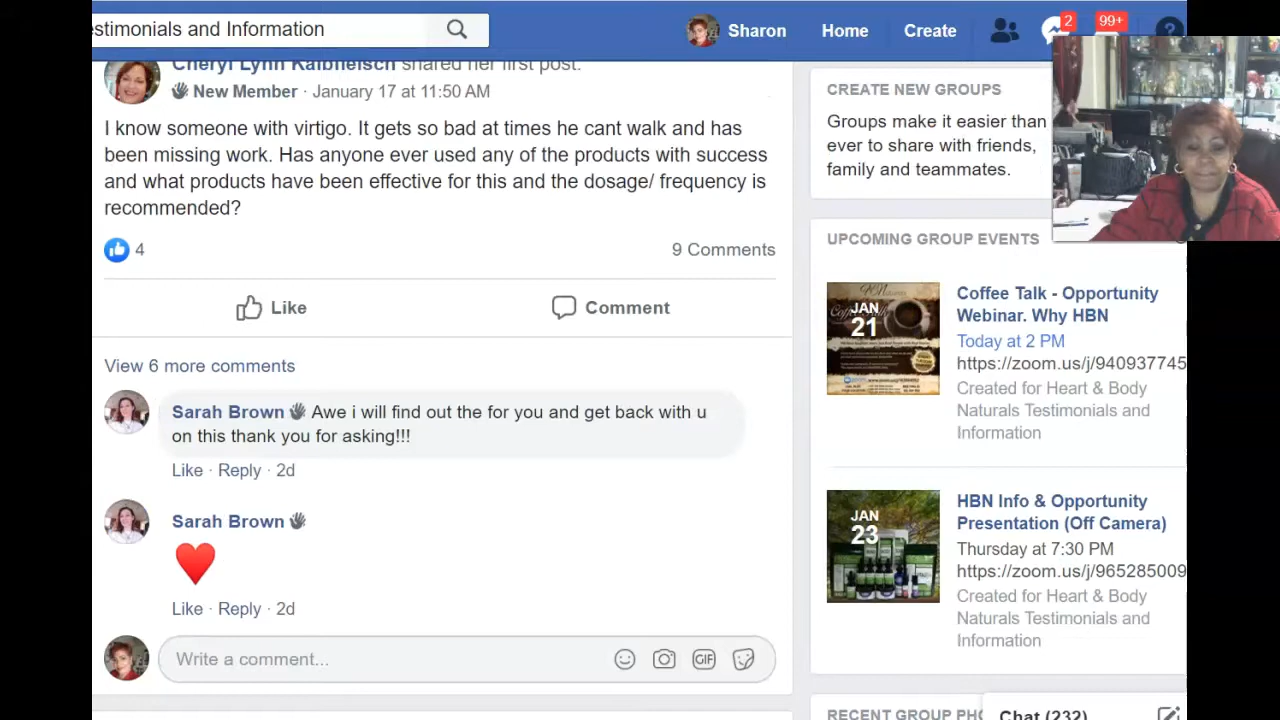 estimonials and Information
Sharon
Home
Create
2
99+
?
Cheryl Lynn Kalbfleisch shared her first post.
New Member · January 17 at 11:50 AM
I know someone with virtigo. It gets so bad at times he cant walk and has
been missing work. Has anyone ever used any of the products with success
and what products have been effective for this and the dosage/ frequency is
recommended?
4
9 Comments
Like
Comment
View 6 more comments
Sarah Brown Awe i will find out the for you and get back with u
on this thank you for asking!!!
Like · Reply · 2d
Sarah Brown
Like · Reply · 2d
Write a comment...
GIF
CREATE NEW GROUPS
Groups make it easier than
ever to share with friends,
family and teammates.
UPCOMING GROUP EVENTS
JAN
21
Coffee Talk - Opportunity
Webinar. Why HBN
Today at 2 PM
https://zoom.us/j/940937745
Created for Heart & Body
Naturals Testimonials and
Information
JAN
23
HBN Info & Opportunity
Presentation (Off Camera)
Thursday at 7:30 PM
https://zoom.us/j/965285009
Created for Heart & Body
Naturals Testimonials and
Information
RECENT GROUP PHO
Chat (232)